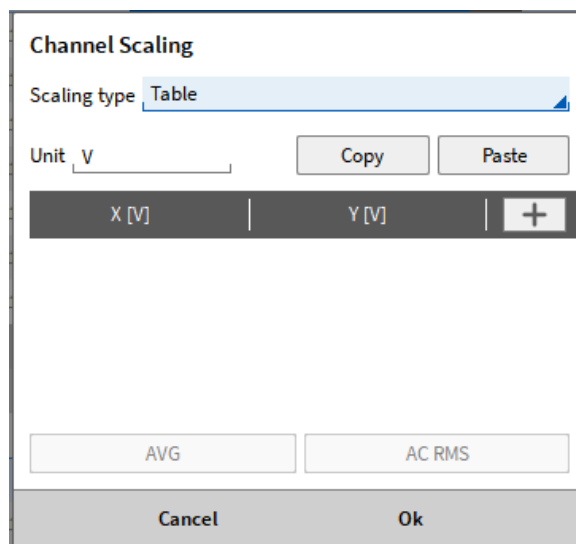 Channel Scaling
Scaling type Table
Unit V Copy Paste
X [V] Y [V] +
AVG AC RMS
Cancel Ok